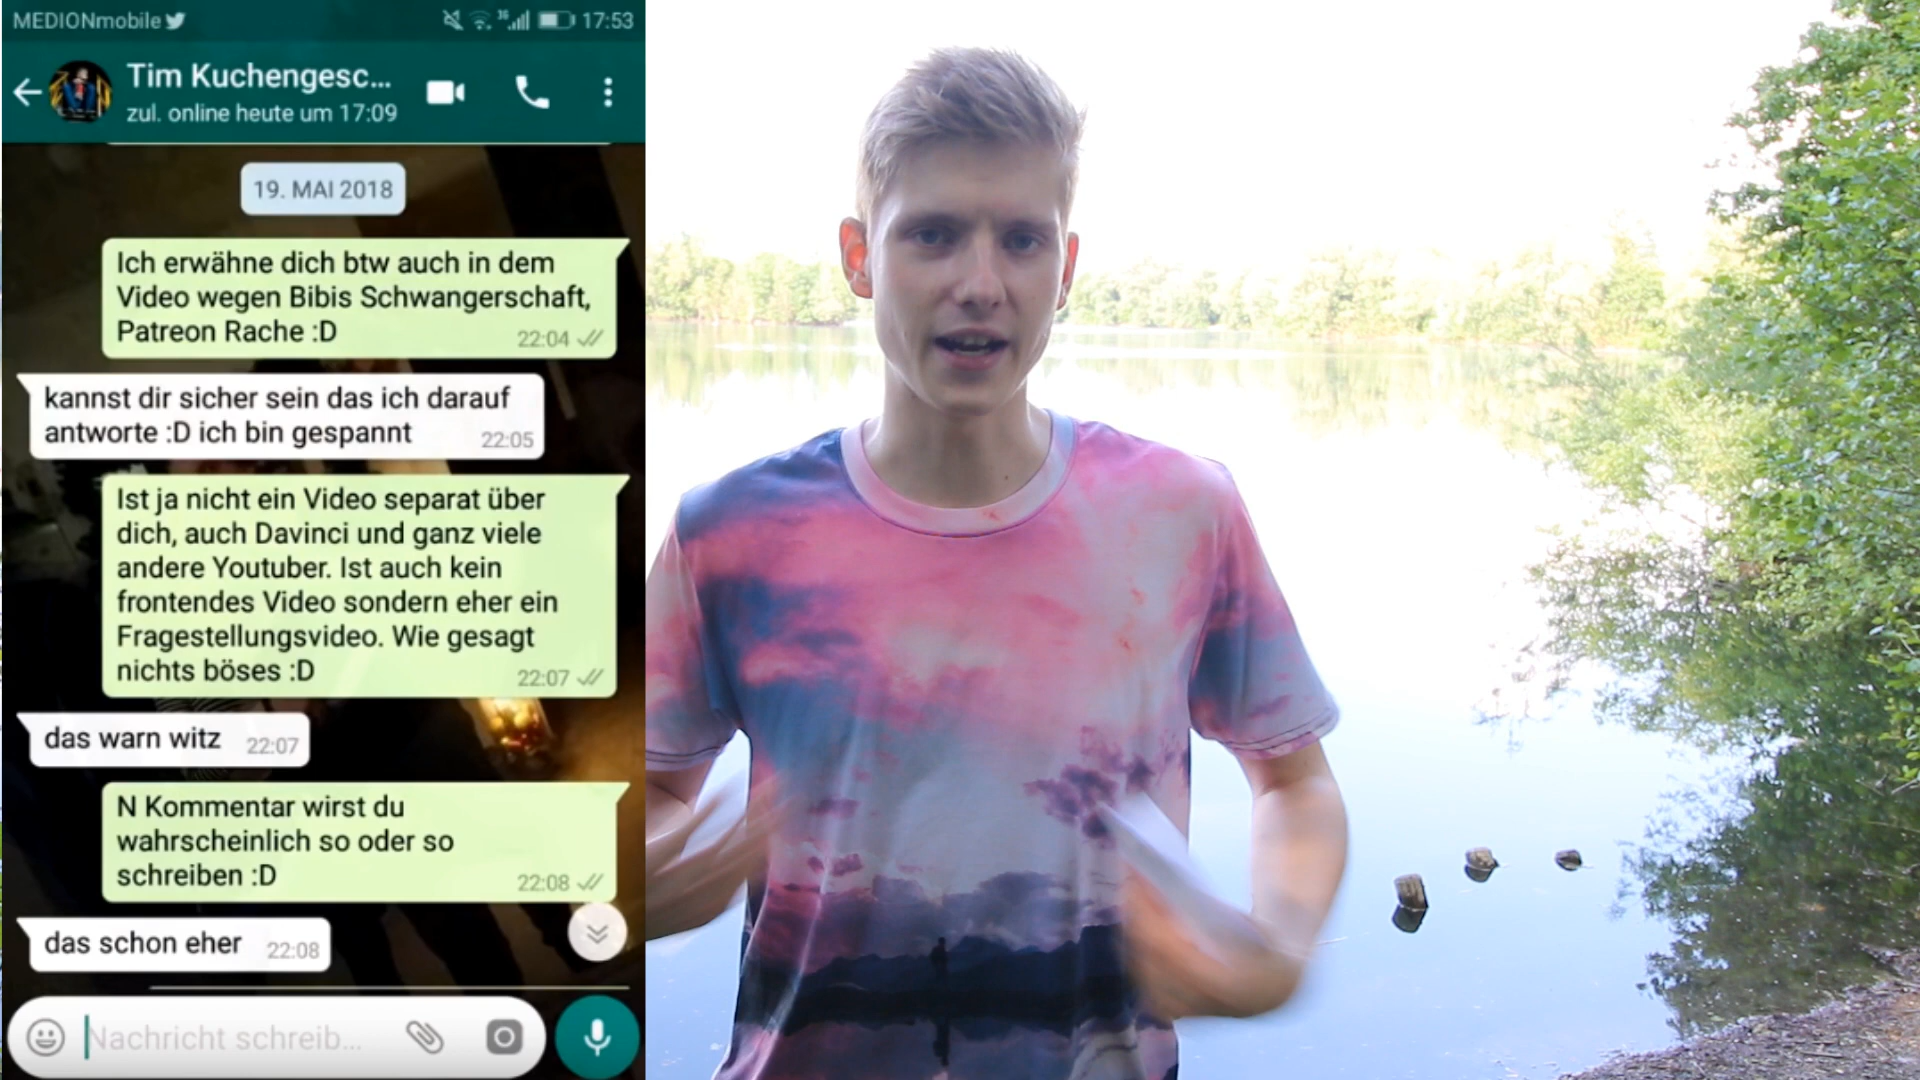 MEDIONmobile
3G
17:53
Tim Kuchengesc...
zul. online heute um 17:09
19. MAI 2018
Ich erwähne dich btw auch in dem
Video wegen Bibis Schwangerschaft,
Patreon Rache :D
22:04
kannst dir sicher sein das ich darauf
antworte :D ich bin gespannt
22:05
Ist ja nicht ein Video separat über
dich, auch Davinci und ganz viele
andere Youtuber. Ist auch kein
frontendes Video sondern eher ein
Fragestellungsvideo. Wie gesagt
nichts böses :D
22:07
das warn witz
22:07
N Kommentar wirst du
wahrscheinlich so oder so
schreiben :D
22:08
das schon eher
22:08
Nachricht schreib...